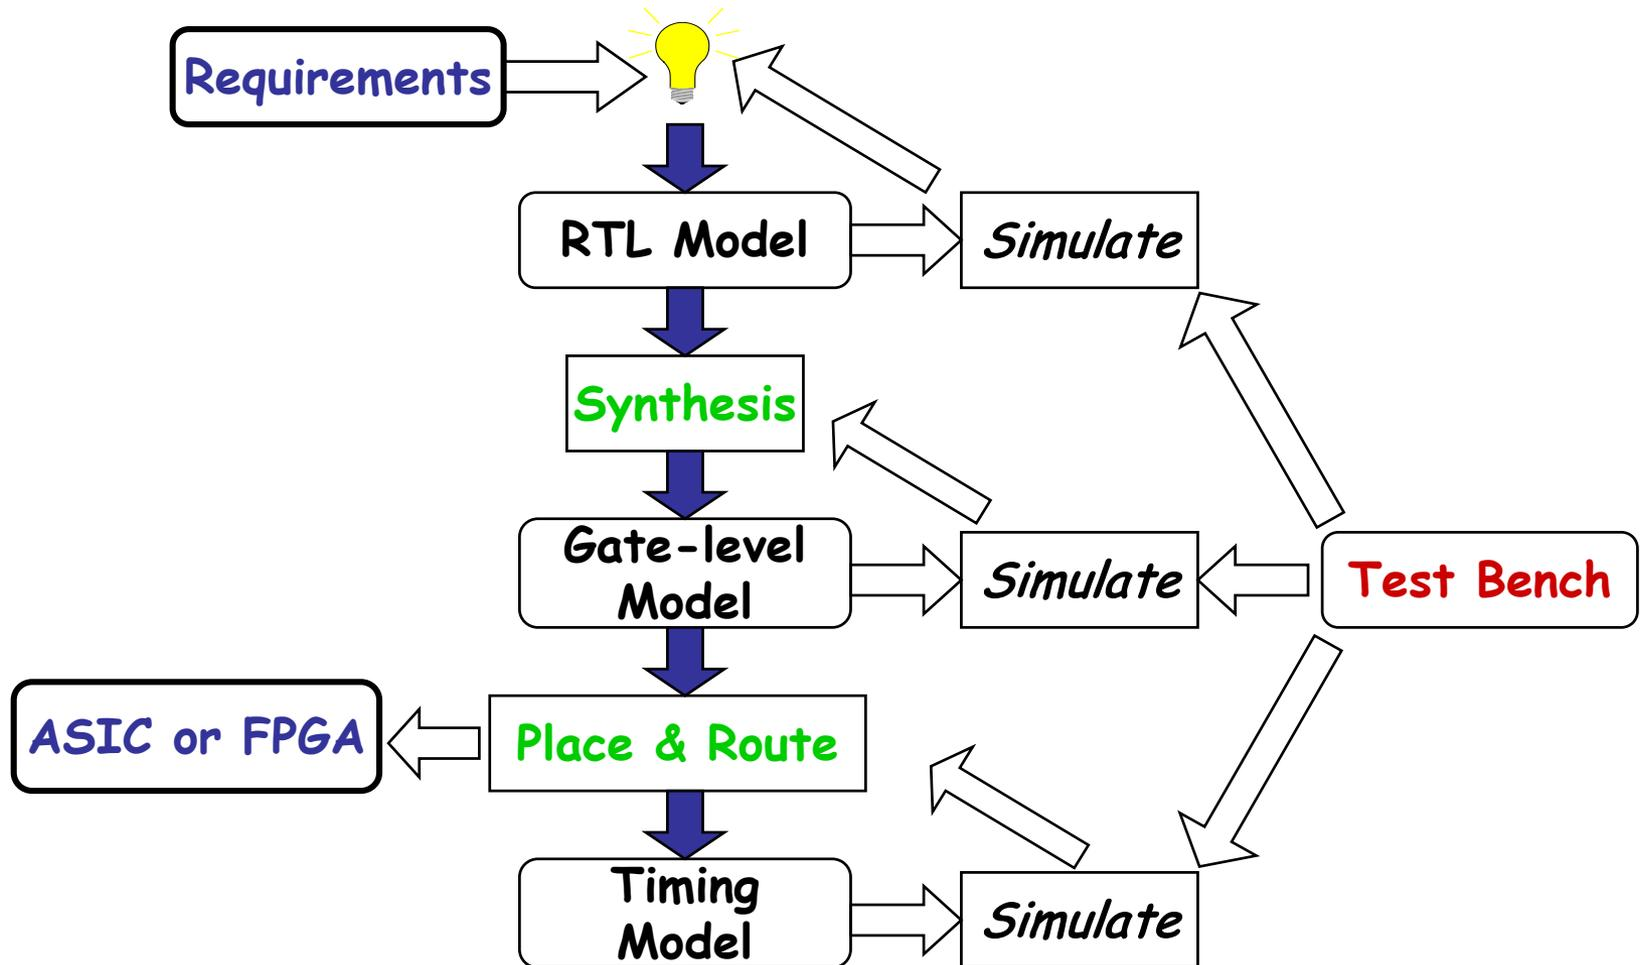 Requirements
RTL Model
Simulate
Synthesis
Gate-level
Model
Simulate
Test Bench
ASIC or FPGA
Place & Route
Timing
Model
Simulate